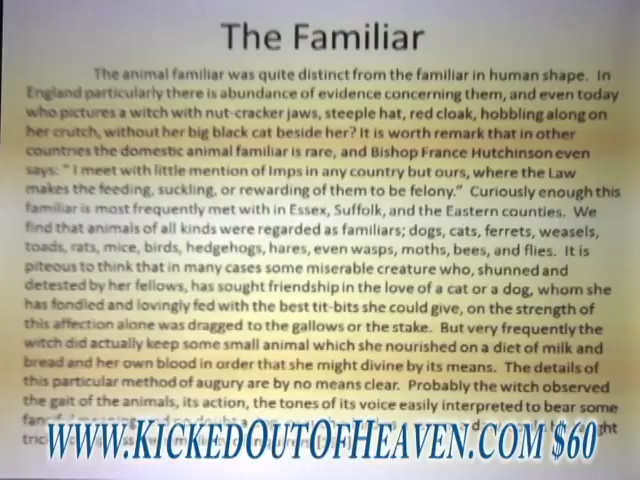 The Familiar
The animal familiar was quite distinct from the familiar in human shape. In
England particularly there is abundance of evidence concerning them, and even today
who pictures a witch with nut-cracker jaws, steeple hat, red cloak, hobbling along on
her crutch, without her big black cat beside her? It is worth remark that in other
countries the domestic animal familiar is rare, and Bishop France Hutchinson even
says: " I meet with little mention of Imps in any country but ours, where the Law
makes the feeding, suckling, or rewarding of them to be felony." Curiously enough this
familiar is most frequently met with in Essex, Suffolk, and the Eastern counties. We
find that animals of all kinds were regarded as familiars; dogs, cats, ferrets, weasels,
toads, rats, mice, birds, hedgehogs, hares, even wasps, moths, bees, and flies. It is
piteous to think that in many cases some miserable creature who, shunned and
detested by her fellows, has sought friendship in the love of a cat or a dog, whom she
has fondled and lovingly fed with the best tit-bits she could give, on the strength of
this affection alone was dragged to the gallows or the stake. But very frequently the
witch did actually keep some small animal which she nourished on a diet of milk and
bread and her own blood in order that she might divine by its means. The details of
this particular method of augury are by no means clear. Probably the witch observed
the gait of the animals, its action, the tones of its voice easily interpreted to bear some
WWW.KICKEDOUTOFHEAVEN.COM $60